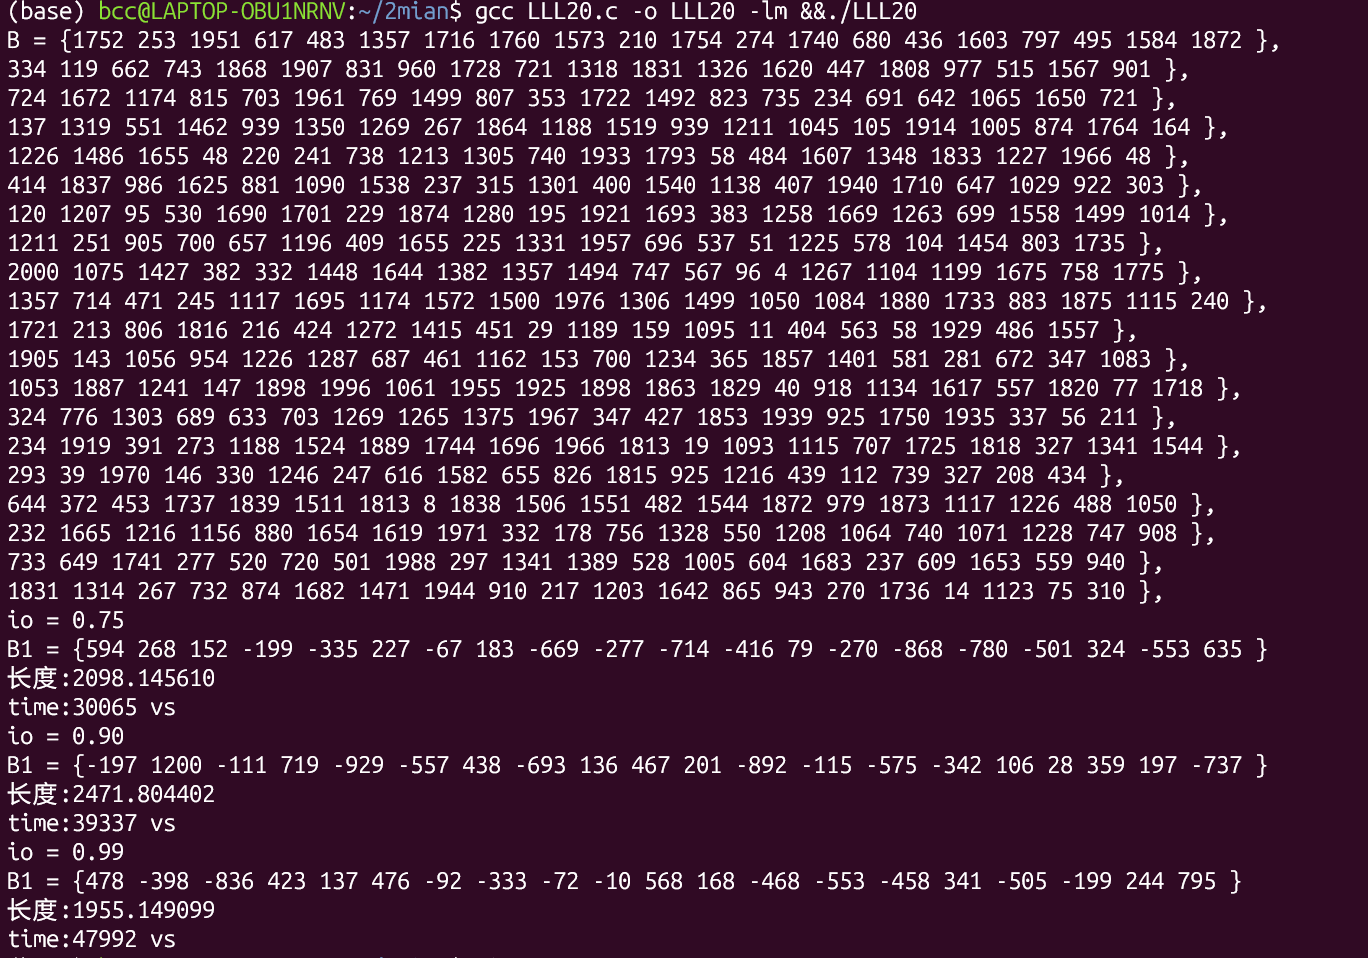 (base) bcc@LAPTOP-OBU1NRNV:~/2mian$ gcc LLL20.c -o LLL20 -lm &&./LLL20
B = {1752 253 1951 617 483 1357 1716 1760 1573 210 1754 274 1740 680 436 1603 797 495 1584 1872 },
334 119 662 743 1868 1907 831 960 1728 721 1318 1831 1326 1620 447 1808 977 515 1567 901 },
724 1672 1174 815 703 1961 769 1499 807 353 1722 1492 823 735 234 691 642 1065 1650 721 },
137 1319 551 1462 939 1350 1269 267 1864 1188 1519 939 1211 1045 105 1914 1005 874 1764 164 },
1226 1486 1655 48 220 241 738 1213 1305 740 1933 1793 58 484 1607 1348 1833 1227 1966 48 },
414 1837 986 1625 881 1090 1538 237 315 1301 400 1540 1138 407 1940 1710 647 1029 922 303 },
120 1207 95 530 1690 1701 229 1874 1280 195 1921 1693 383 1258 1669 1263 699 1558 1499 1014 },
1211 251 905 700 657 1196 409 1655 225 1331 1957 696 537 51 1225 578 104 1454 803 1735 },
2000 1075 1427 382 332 1448 1644 1382 1357 1494 747 567 96 4 1267 1104 1199 1675 758 1775 },
1357 714 471 245 1117 1695 1174 1572 1500 1976 1306 1499 1050 1084 1880 1733 883 1875 1115 240 },
1721 213 806 1816 216 424 1272 1415 451 29 1189 159 1095 11 404 563 58 1929 486 1557 },
1905 143 1056 954 1226 1287 687 461 1162 153 700 1234 365 1857 1401 581 281 672 347 1083 },
1053 1887 1241 147 1898 1996 1061 1955 1925 1898 1863 1829 40 918 1134 1617 557 1820 77 1718 },
324 776 1303 689 633 703 1269 1265 1375 1967 347 427 1853 1939 925 1750 1935 337 56 211 },
234 1919 391 273 1188 1524 1889 1744 1696 1966 1813 19 1093 1115 707 1725 1818 327 1341 1544 },
293 39 1970 146 330 1246 247 616 1582 655 826 1815 925 1216 439 112 739 327 208 434 },
644 372 453 1737 1839 1511 1813 8 1838 1506 1551 482 1544 1872 979 1873 1117 1226 488 1050 },
232 1665 1216 1156 880 1654 1619 1971 332 178 756 1328 550 1208 1064 740 1071 1228 747 908 },
733 649 1741 277 520 720 501 1988 297 1341 1389 528 1005 604 1683 237 609 1653 559 940 },
1831 1314 267 732 874 1682 1471 1944 910 217 1203 1642 865 943 270 1736 14 1123 75 310 },
io = 0.75
B1 = {594 268 152 -199 -335 227 -67 183 -669 -277 -714 -416 79 -270 -868 -780 -501 324 -553 635 }
长度:2098.145610
time:30065 vs
io = 0.90
B1 = {-197 1200 -111 719 -929 -557 438 -693 136 467 201 -892 -115 -575 -342 106 28 359 197 -737 }
长度:2471.804402
time:39337 vs
io = 0.99
B1 = {478 -398 -836 423 137 476 -92 -333 -72 -10 568 168 -468 -553 -458 341 -505 -199 244 795 }
长度:1955.149099
time:47992 vs